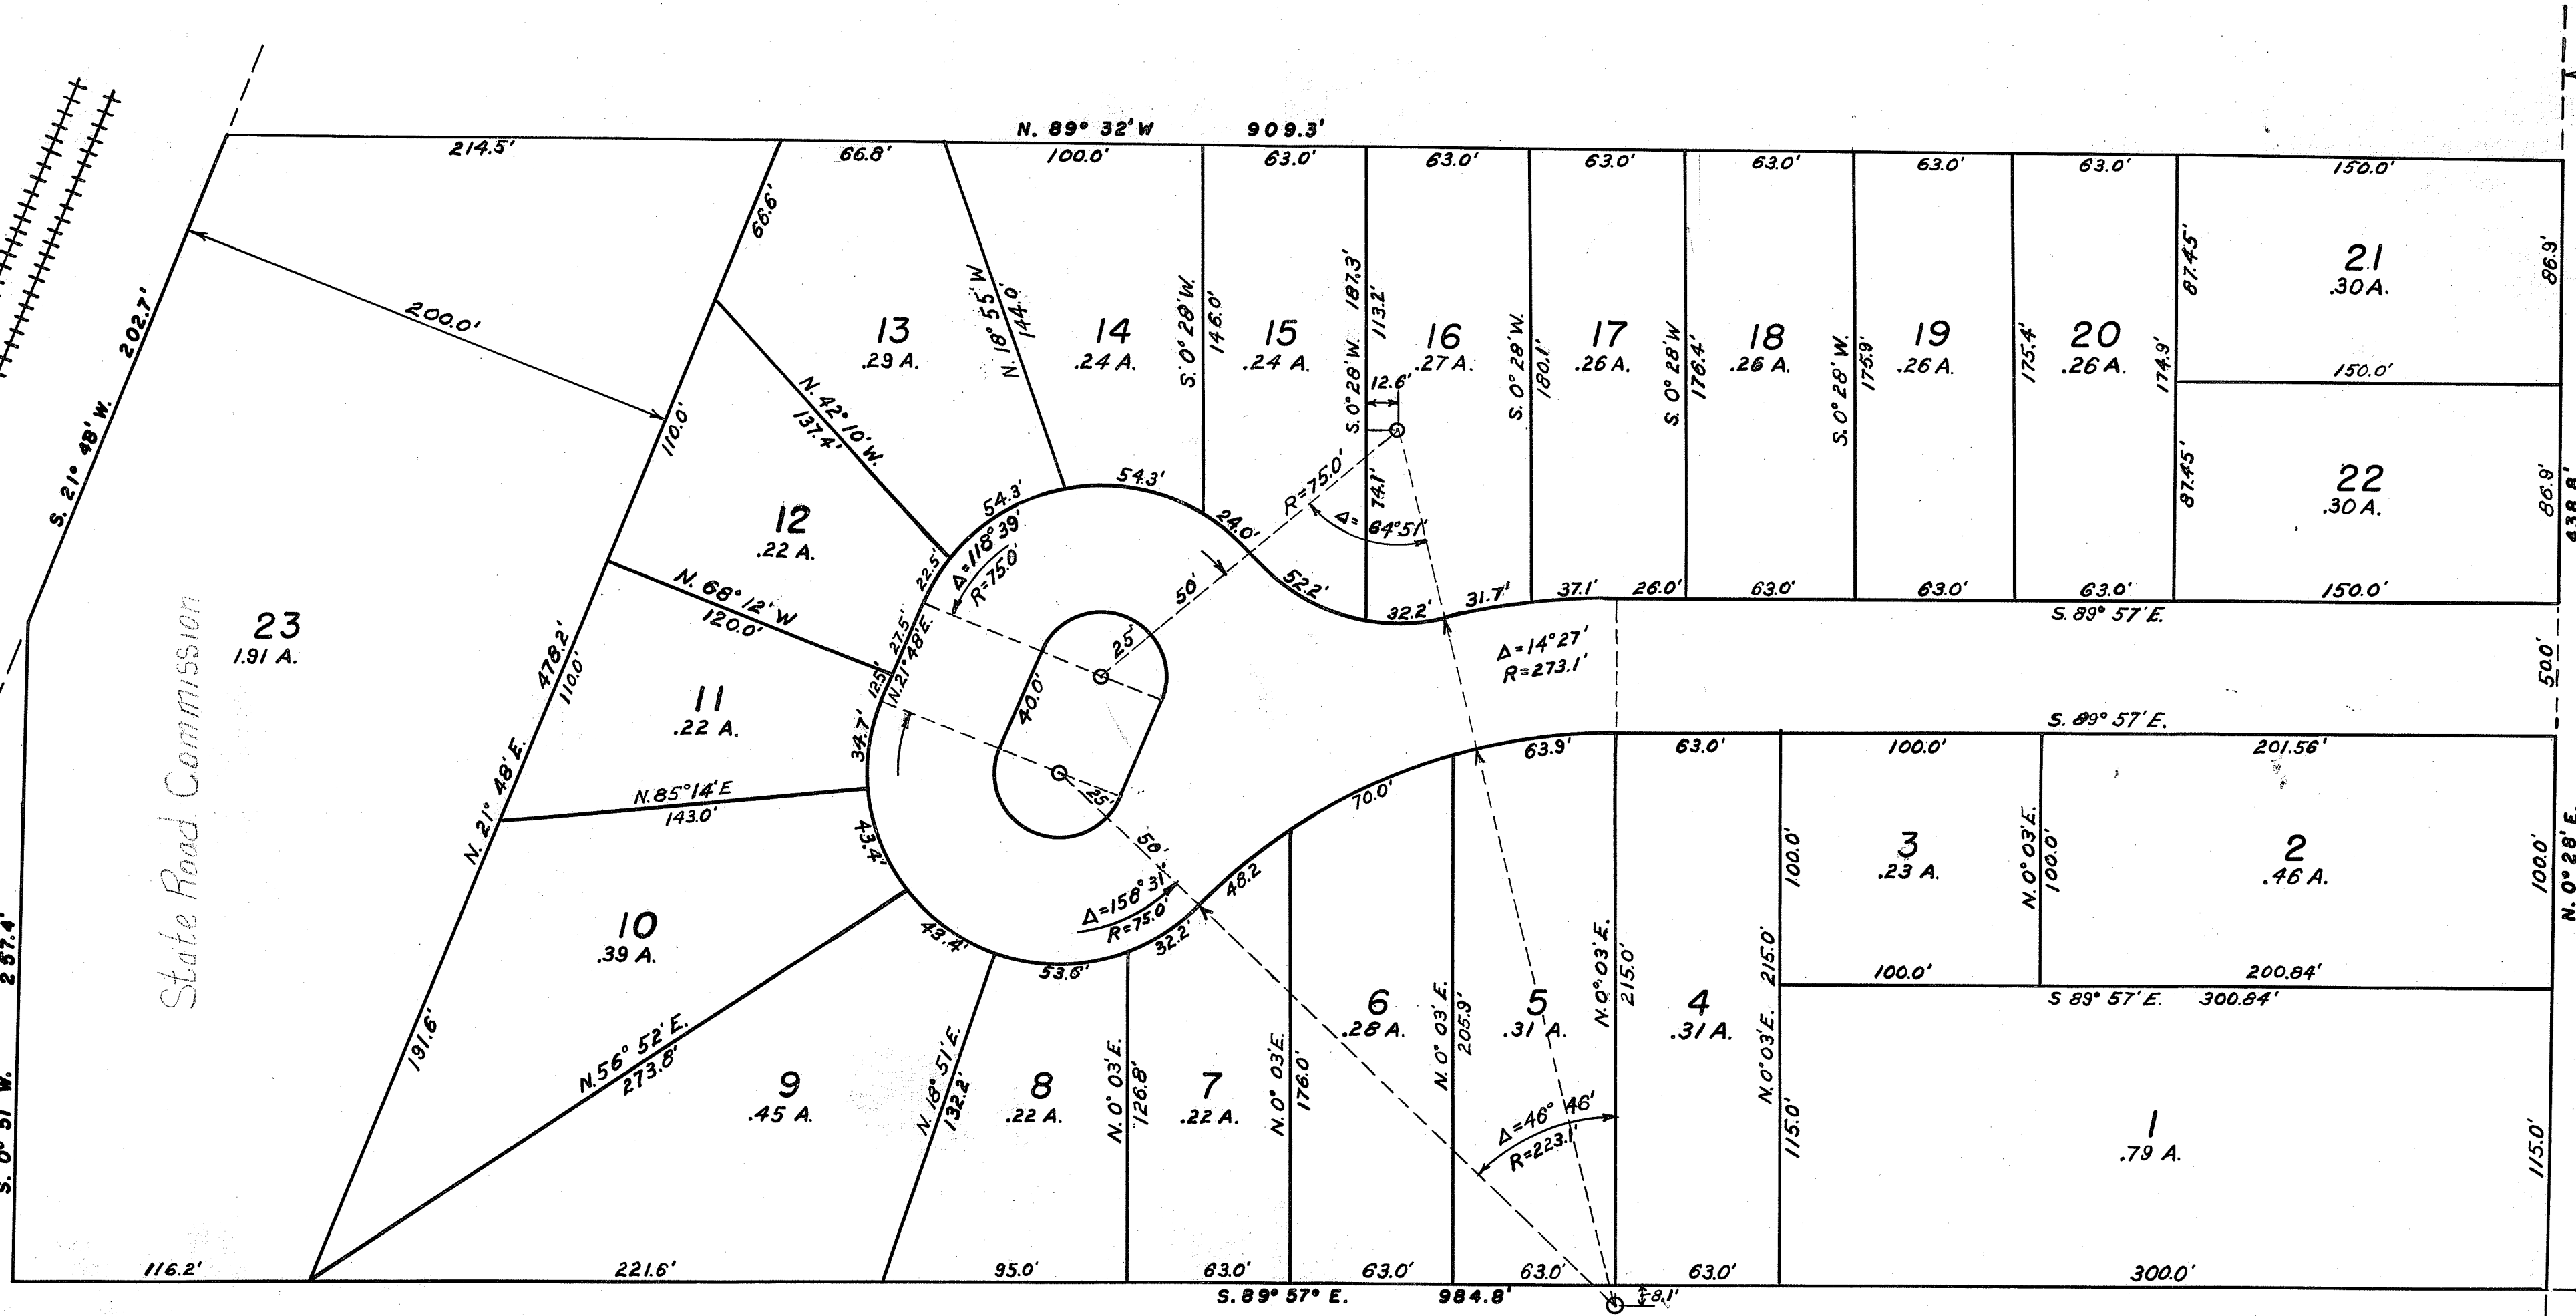 N. 89° 32' W 909.3'
214.5'
66.8'
100.0'
63.0'
63.0'
63.0'
63.0'
63.0'
63.0'
150.0'
S. 21° 48' W. 202.7'
200.0'
66.6'
110.0'
13
.29 A.
N. 18° 55' W
144.0'
14
.24 A.
S. 0° 28' W.
146.0'
15
.24 A.
S. 0° 28' W. 187.3'
113.2'
74.1'
12.6'
16
.27 A.
S. 0° 28' W.
180.1'
17
.26 A.
S. 0° 28' W
176.4'
18
.26 A.
S. 0° 28' W.
175.9'
19
.26 A.
175.4'
20
.26 A.
174.9'
87.45'
21
.30 A.
86.9'
150.0'
87.45'
22
.30 A.
86.9'
438.8'
N. 42° 10' W.
137.4'
12
.22 A.
N. 68° 12' W
120.0'
22.5'
54.3'
54.3'
24.0'
Δ=118° 39'
R=75.0'
R=75.0'
Δ= 64° 51'
50'
25'
52.2'
32.2'
31.7'
37.1'
26.0'
63.0'
63.0'
63.0'
150.0'
S. 89° 57' E.
23
1.91 A.
State Road Commission
478.2'
110.0'
N. 21° 48' E.
11
.22 A.
27.5'
12.5'
N. 21° 48' E.
34.7'
40.0'
Δ=14° 27'
R=273.1'
50.0'
S. 89° 57' E.
N. 85° 14' E
143.0'
43.4'
25'
50'
Δ=158° 31'
R=75.0'
32.2'
48.2
70.0'
63.9'
63.0'
100.0'
201.56'
10
.39 A.
43.4'
53.6'
191.6'
N. 56° 52' E.
273.8'
9
.45 A.
N. 18° 51' E.
132.2'
8
.22 A.
N. 0° 03' E.
126.8'
7
.22 A.
N. 0° 03' E.
176.0'
6
.28 A.
N. 0° 03' E.
205.9'
5
.31 A.
Δ=46° 46'
R=223.1'
N. 0° 03' E.
215.0'
4
.31 A.
N. 0° 03' E. 215.0'
100.0'
3
.23 A.
N. 0° 03' E.
100.0'
2
.46 A.
100.0'
N. 0° 28' E.
100.0'
200.84'
S 89° 57' E. 300.84'
115.0'
1
.79 A.
115.0'
S. 0° 51' W. 257.4'
116.2'
221.6'
95.0'
63.0'
63.0'
63.0'
63.0'
300.0'
S. 89° 57' E. 984.8'
8.1'